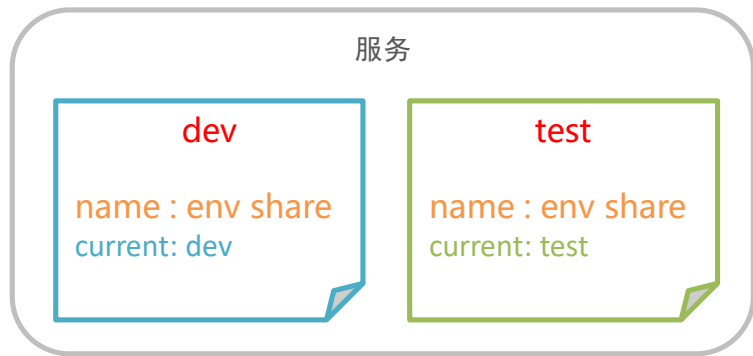 服务
dev
name : env share
current: dev
test
name : env share
current: test